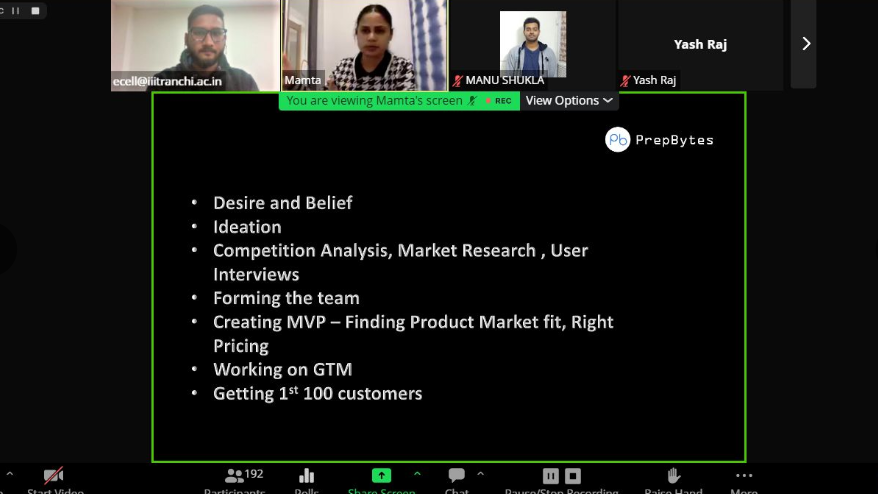 ecell@iiitranchi.ac.in
Mamta
MANU SHUKLA
Yash Raj
Yash Raj
You are viewing Mamta's screen
REC
View Options
PrepBytes
• Desire and Belief
• Ideation
• Competition Analysis, Market Research , User
Interviews
• Forming the team
• Creating MVP – Finding Product Market fit, Right
Pricing
• Working on GTM
• Getting 1st 100 customers
192
Start Video
Participants
Polls
Share Screen
Chat
Pause/Stop Recording
Raise Hand
More